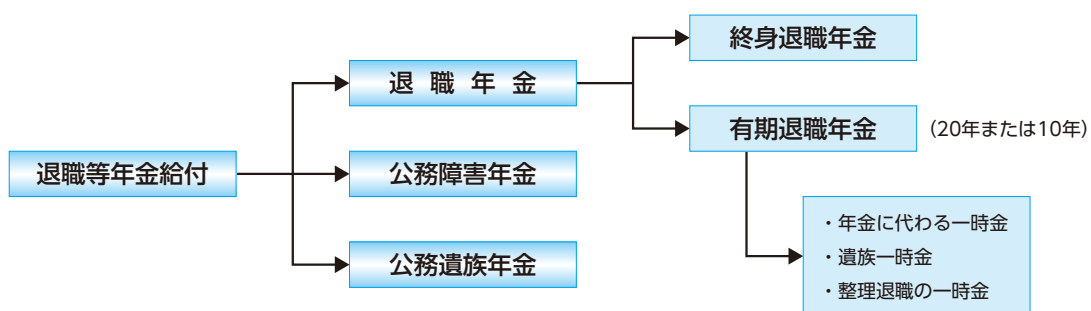 退職等年金給付
退 職 年 金
公務障害年金
公務遺族年金
終身退職年金
有期退職年金 (20年または10年)
・年金に代わる一時金
・遺族一時金
・整理退職の一時金